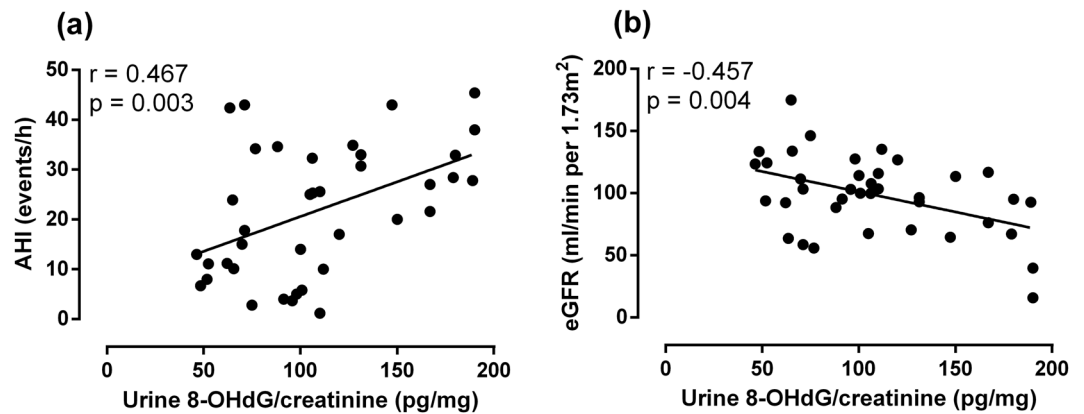 (a)
r = 0.467
p = 0.003
AHI (events/h)
50
40
30
20
10
0
0 50 100 150 200
Urine 8-OHdG/creatinine (pg/mg)
(b)
r = -0.457
p = 0.004
eGFR (ml/min per 1.73m²)
200
150
100
50
0
0 50 100 150 200
Urine 8-OHdG/creatinine (pg/mg)